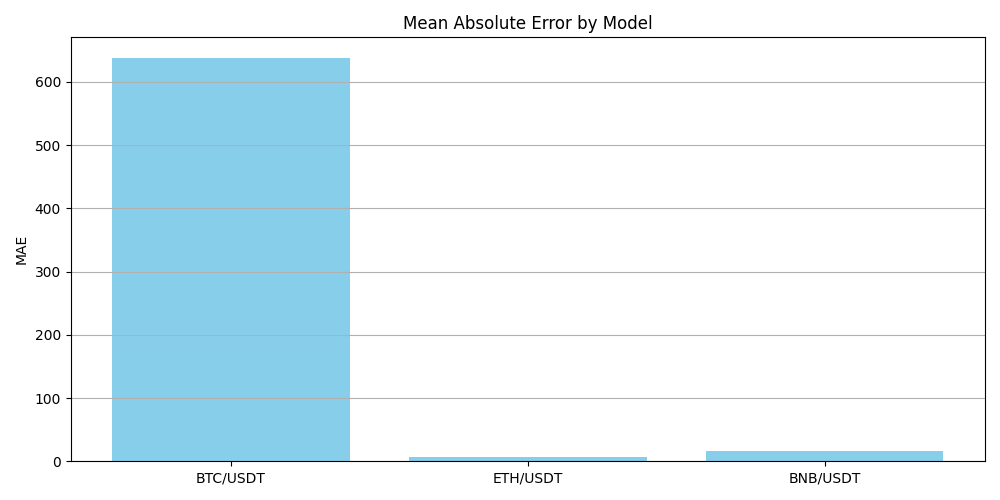 Mean Absolute Error by Model
MAE
600
500
400
300
200
100
0
BTC/USDT
ETH/USDT
BNB/USDT